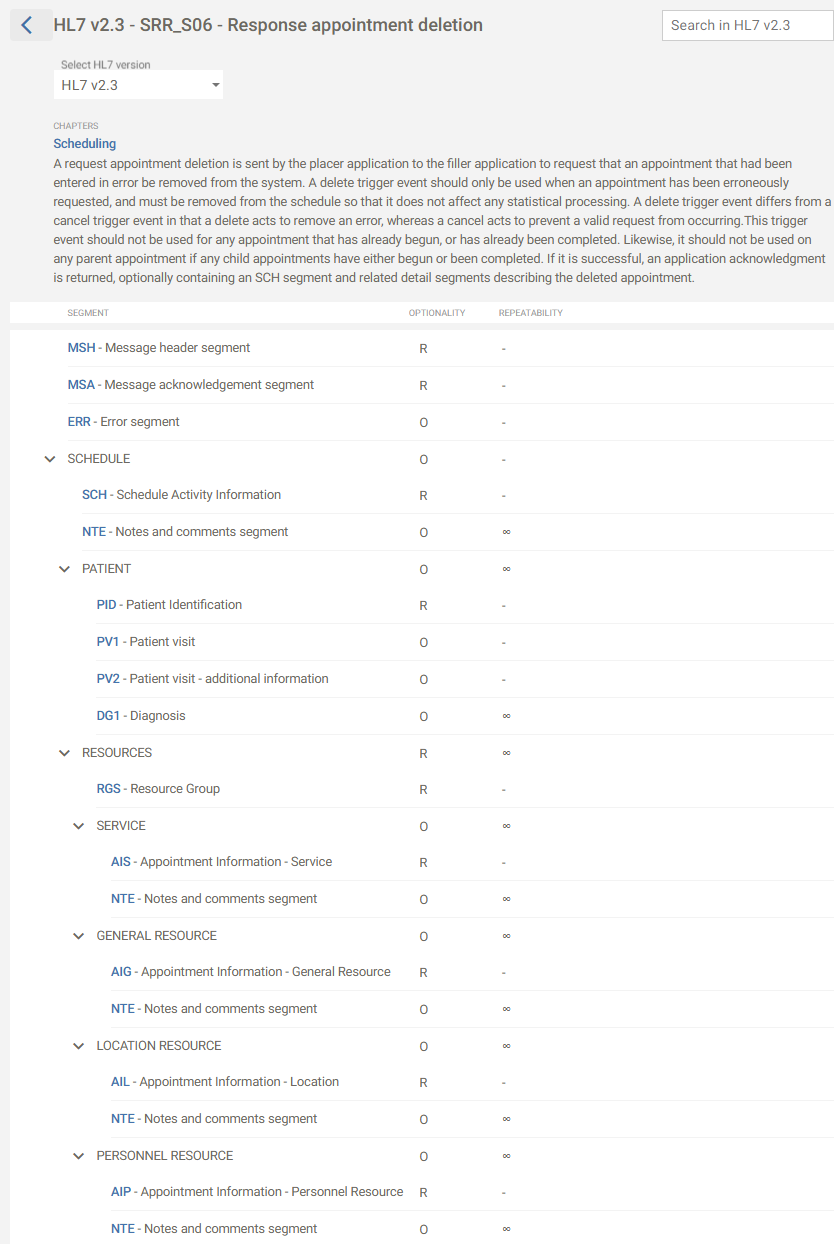 HL7 v2.3 - SRR_S06 - Response appointment deletion
Search in HL7 v2.3
Select HL7 version
HL7 v2.3
CHAPTERS
Scheduling
A request appointment deletion is sent by the placer application to the filler application to request that an appointment that had been
entered in error be removed from the system. A delete trigger event should only be used when an appointment has been erroneously
requested, and must be removed from the schedule so that it does not affect any statistical processing. A delete trigger event differs from a
cancel trigger event in that a delete acts to remove an error, whereas a cancel acts to prevent a valid request from occurring.This trigger
event should not be used for any appointment that has already begun, or has already been completed. Likewise, it should not be used on
any parent appointment if any child appointments have either begun or been completed. If it is successful, an application acknowledgment
is returned, optionally containing an SCH segment and related detail segments describing the deleted appointment.
SEGMENT OPTIONALITY REPEATABILITY
MSH - Message header segment R -
MSA - Message acknowledgement segment R -
ERR - Error segment O -
SCHEDULE O -
SCH - Schedule Activity Information R -
NTE - Notes and comments segment O ∞
PATIENT O ∞
PID - Patient Identification R -
PV1 - Patient visit O -
PV2 - Patient visit - additional information O -
DG1 - Diagnosis O ∞
RESOURCES R ∞
RGS - Resource Group R -
SERVICE O ∞
AIS - Appointment Information - Service R -
NTE - Notes and comments segment O ∞
GENERAL RESOURCE O ∞
AIG - Appointment Information - General Resource R -
NTE - Notes and comments segment O ∞
LOCATION RESOURCE O ∞
AIL - Appointment Information - Location R -
NTE - Notes and comments segment O ∞
PERSONNEL RESOURCE O ∞
AIP - Appointment Information - Personnel Resource R -
NTE - Notes and comments segment O ∞